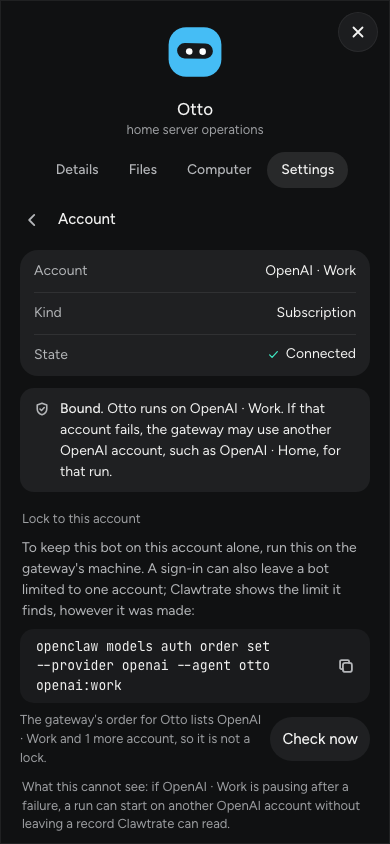 Otto
home server operations
Details Files Computer Settings
Account
Account OpenAI · Work
Kind Subscription
State Connected
Bound. Otto runs on OpenAI · Work. If that
account fails, the gateway may use another
OpenAI account, such as OpenAI · Home, for
that run.
Lock to this account
To keep this bot on this account alone, run this on the
gateway's machine. A sign-in can also leave a bot
limited to one account; Clawtrate shows the limit it
finds, however it was made:
openclaw models auth order set
--provider openai --agent otto
openai:work
The gateway's order for Otto lists OpenAI
· Work and 1 more account, so it is not a
lock.
Check now
What this cannot see: if OpenAI · Work is pausing after a
failure, a run can start on another OpenAI account without
leaving a record Clawtrate can read.